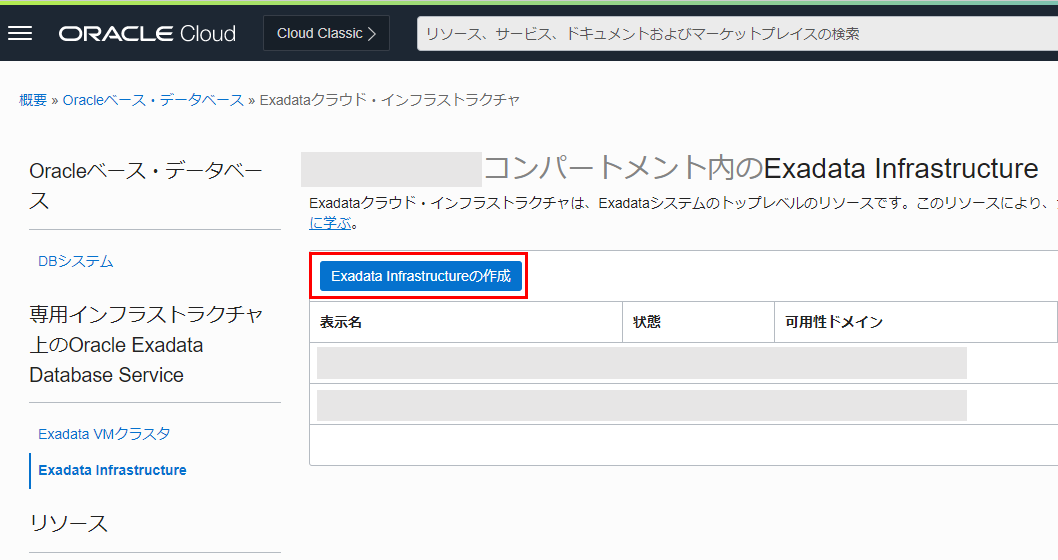 ORACLE Cloud
Cloud Classic
リソース、サービス、ドキュメントおよびマーケットプレイスの検索
概要 » Oracleベース・データベース » Exadataクラウド・インフラストラクチャ
Oracleベース・データベー
ス
DBシステム
専用インフラストラクチャ
上のOracle Exadata
Database Service
Exadata VMクラスタ
Exadata Infrastructure
リソース
コンパートメント内のExadata Infrastructure
Exadataクラウド・インフラストラクチャは、Exadataシステムのトップレベルのリソースです。このリソースにより、
に学ぶ。
Exadata Infrastructureの作成
表示名 状態 可用性ドメイン